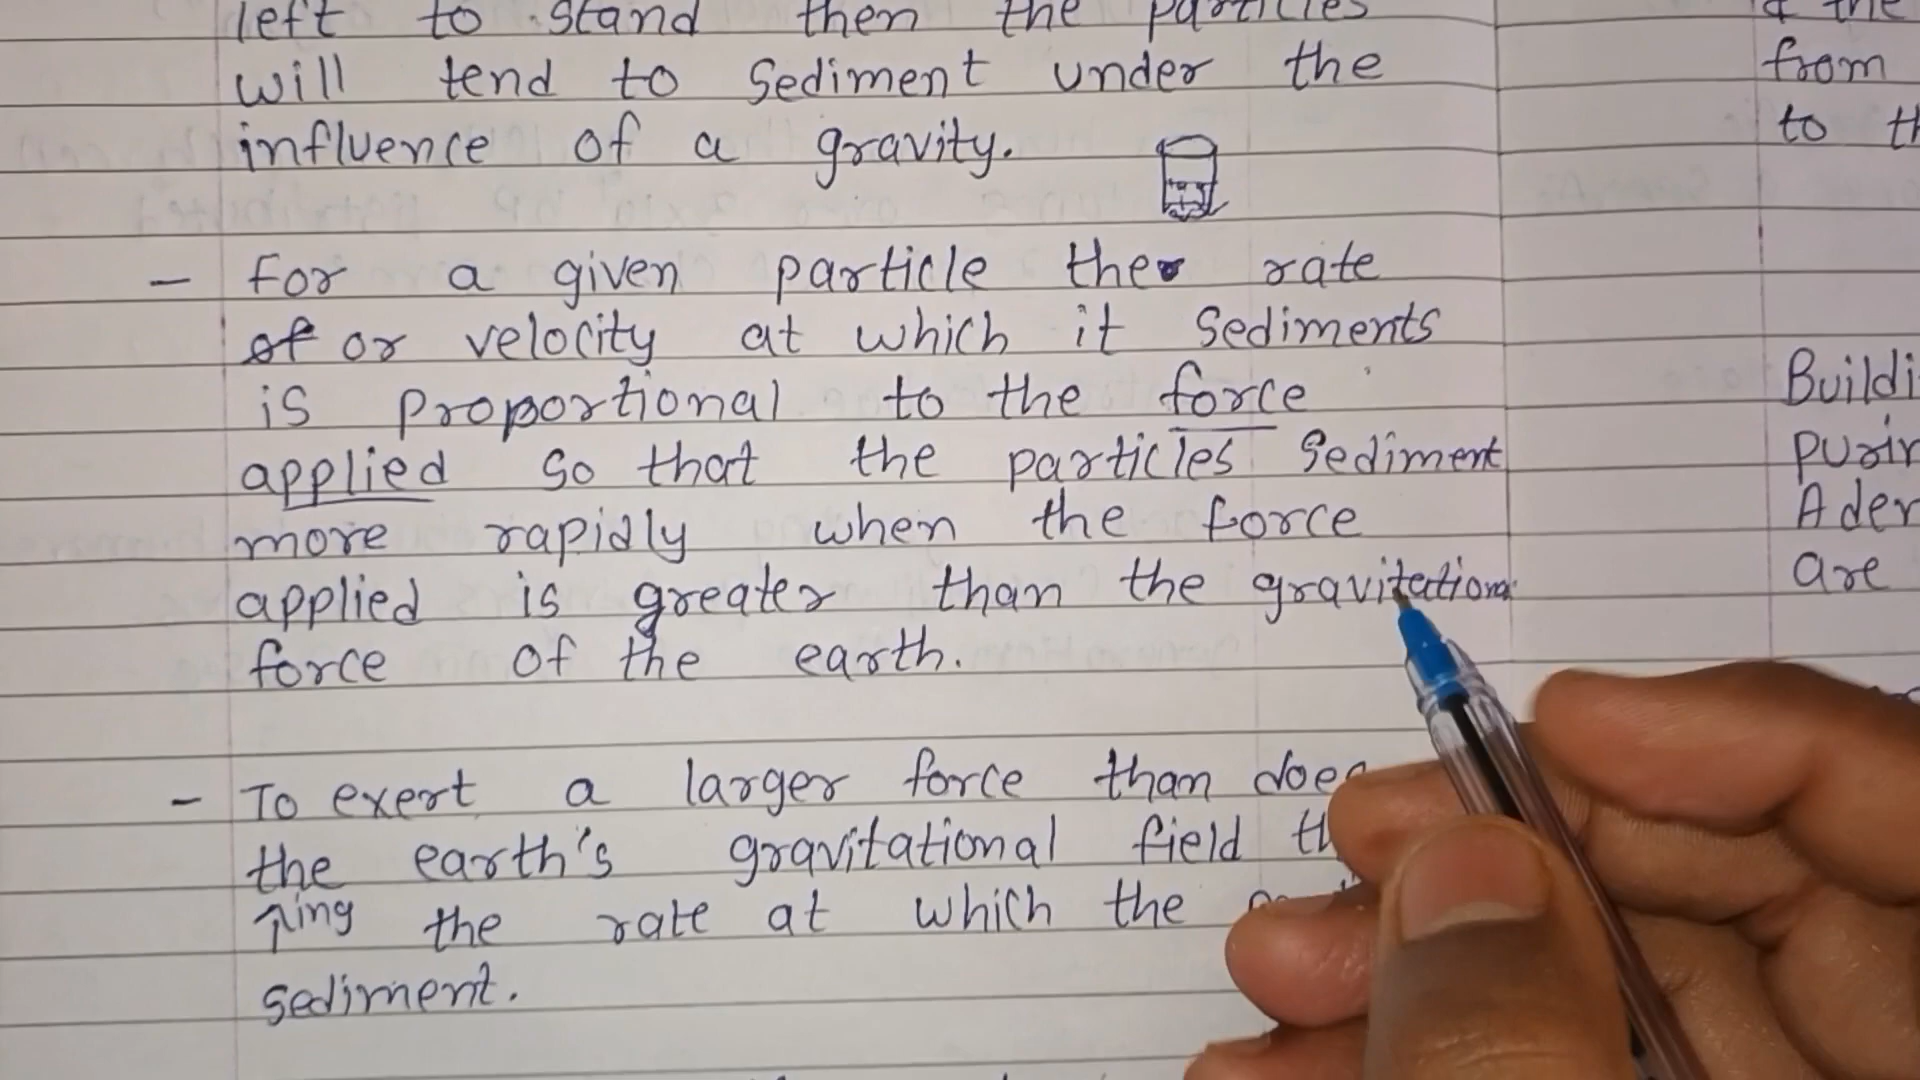 left to stand then the particles
will tend to sediment under the
influence of a gravity.
- For a given particle the rate
or velocity at which it sediments
is proportional to the force
applied so that the particles sediment
more rapidly when the force
applied is greater than the gravitational
force of the earth.
- To exert a larger force than does
the earth's gravitational field
the rate at which the
sediment.
& the
from
to
Buildi
purin
Aden
are